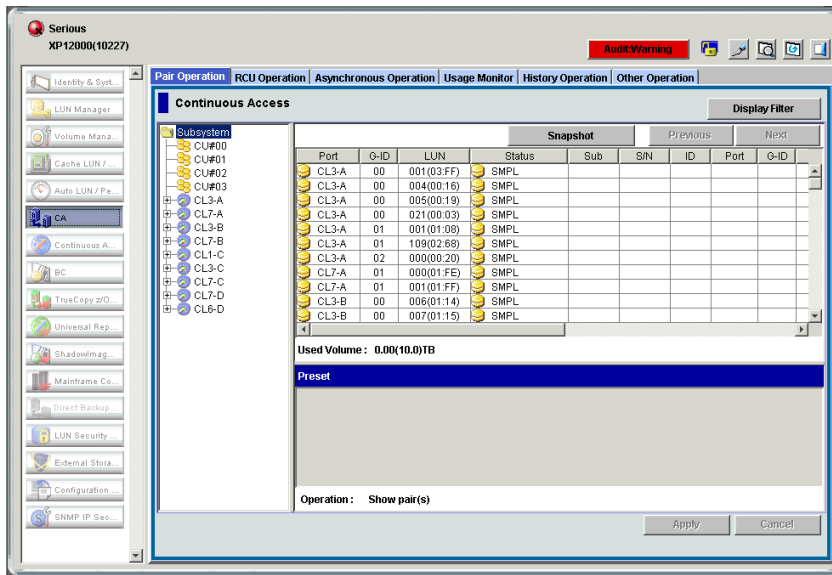 Serious
XP12000(10227)
Audit:Warning
Identity & Syst...
LUN Manager
Volume Mana...
Cache LUN / ...
Auto LUN / Pe...
CA
Continuous A...
BC
TrueCopy z/O...
Universal Rep...
ShadowImag...
Mainframe Co...
Direct Backup...
LUN Security ...
External Stora...
Configuration ...
SNMP IP Sec...
Pair Operation RCU Operation Asynchronous Operation Usage Monitor History Operation Other Operation
Continuous Access
Display Filter
Subsystem
CU#00
CU#01
CU#02
CU#03
CL3-A
CL7-A
CL3-B
CL7-B
CL1-C
CL3-C
CL7-C
CL7-D
CL6-D
Snapshot Previous Next
Port G-ID LUN Status Sub S/N ID Port G-ID
CL3-A 00 001(03:FF) SMPL
CL3-A 00 004(00:16) SMPL
CL3-A 00 005(00:19) SMPL
CL3-A 00 021(00:03) SMPL
CL3-A 01 001(01:08) SMPL
CL3-A 01 109(02:68) SMPL
CL3-A 02 000(00:20) SMPL
CL7-A 01 000(01:FE) SMPL
CL7-A 01 001(01:FF) SMPL
CL3-B 00 006(01:14) SMPL
CL3-B 00 007(01:15) SMPL
Used Volume : 0.00(10.0)TB
Preset
Operation : Show pair(s)
Apply Cancel